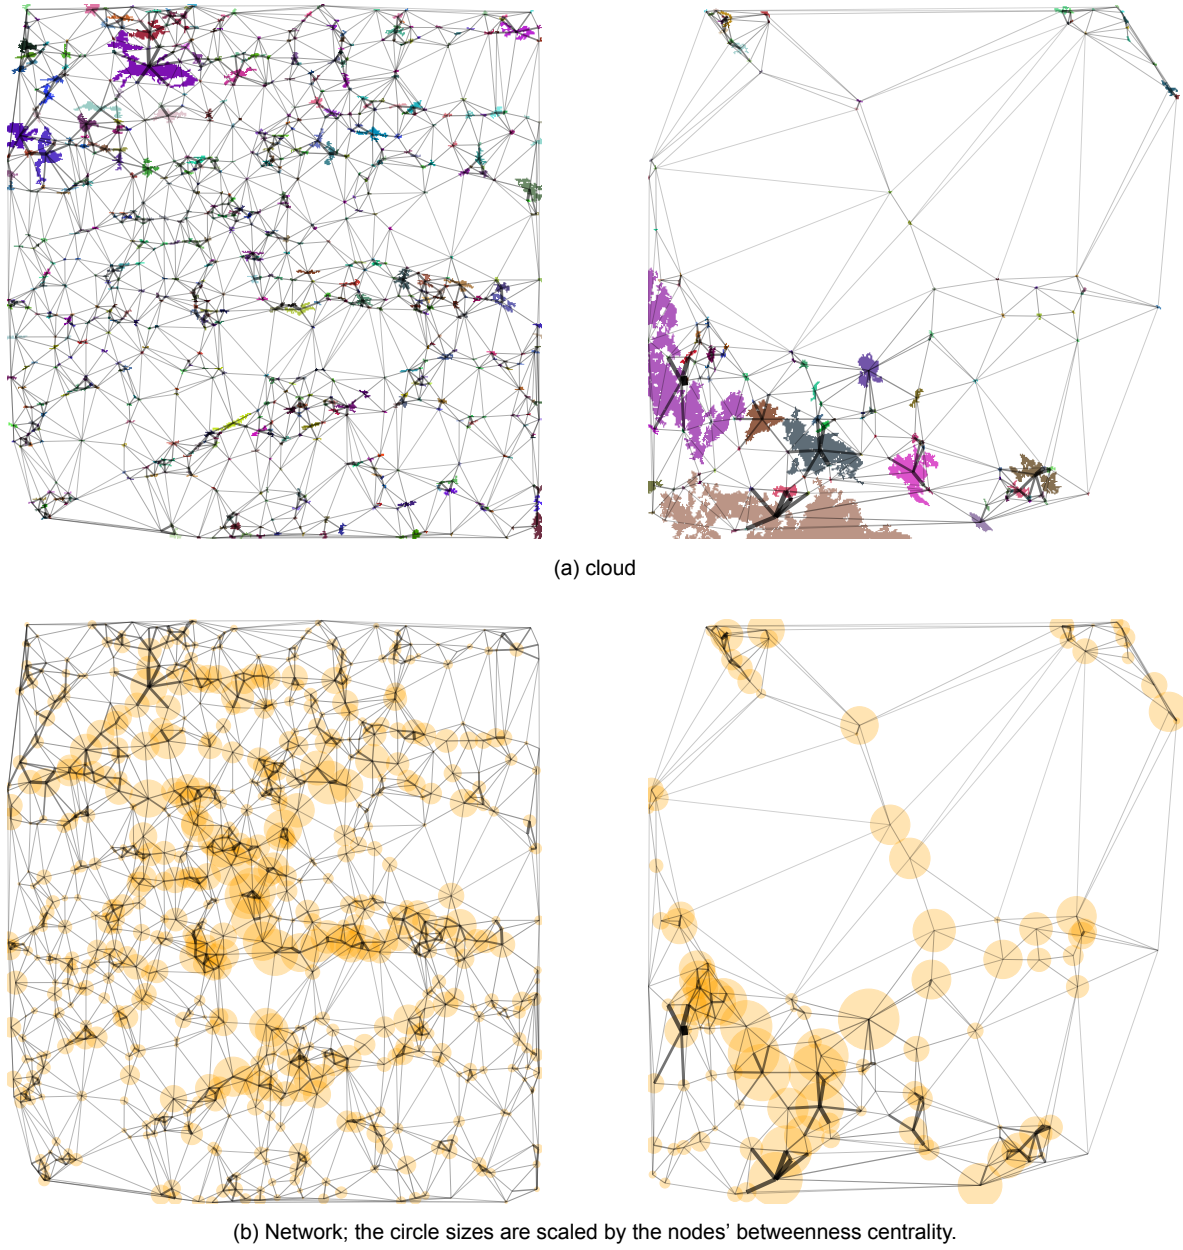 (a) cloud
(b) Network; the circle sizes are scaled by the nodes' betweenness centrality.